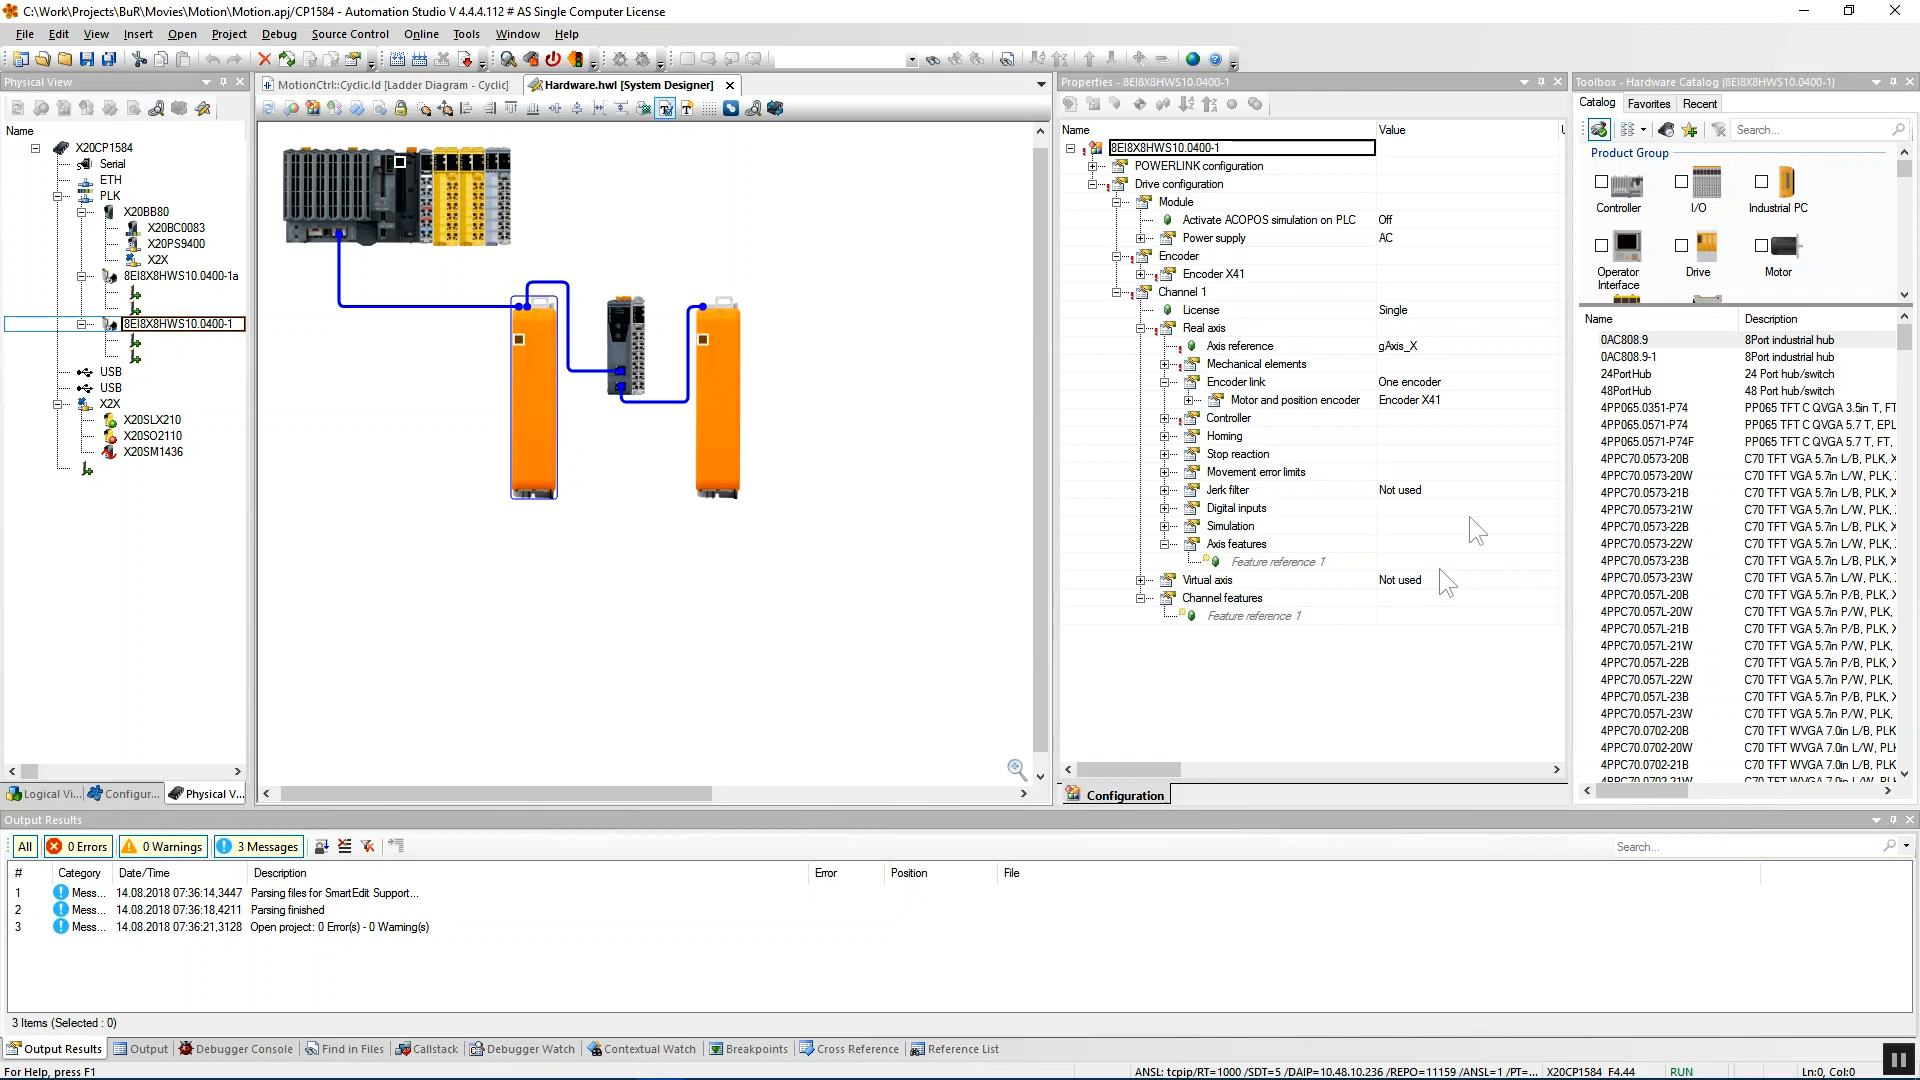 C:\Work\Projects\BuR\Movies\Motion\Motion.apj/CP1584 - Automation Studio V 4.4.4.112 # AS Single Computer License
File Edit View Insert Open Project Debug Source Control Online Tools Window Help
Physical View
MotionCtrl::Cyclic.ld [Ladder Diagram - Cyclic]
Hardware.hwl [System Designer]
Properties - 8EI8X8HWS10.0400-1
Toolbox - Hardware Catalog (8EI8X8HWS10.0400-1)
Name
X20CP1584
Serial
ETH
PLK
X20BB80
X20BC0083
X20PS9400
X2X
8EI8X8HWS10.0400-1a
8EI8X8HWS10.0400-1
USB
USB
X2X
X20SLX210
X20SO2110
X20SM1436
Logical Vi... Configur... Physical V...
Name Value
8EI8X8HWS10.0400-1
POWERLINK configuration
Drive configuration
Module
Activate ACOPOS simulation on PLC Off
Power supply AC
Encoder
Encoder X41
Channel 1
License Single
Real axis
Axis reference gAxis_X
Mechanical elements
Encoder link One encoder
Motor and position encoder Encoder X41
Controller
Homing
Stop reaction
Movement error limits
Jerk filter Not used
Digital inputs
Simulation
Axis features
Feature reference 1
Virtual axis Not used
Channel features
Feature reference 1
Configuration
Catalog Favorites Recent
Search...
Product Group
Controller I/O Industrial PC
Operator Interface Drive Motor
Name Description
0AC808.9 8Port industrial hub
0AC808.9-1 8Port industrial hub
24PortHub 24 Port hub/switch
48PortHub 48 Port hub/switch
4PP065.0351-P74 PP065 TFT C QVGA 3.5in T, FT
4PP065.0571-P74 PP065 TFT C QVGA 5.7 T, EPL
4PP065.0571-P74F PP065 TFT C QVGA 5.7 T, FT,
4PPC70.0573-20B C70 TFT VGA 5.7in L/B, PLK, X
4PPC70.0573-20W C70 TFT VGA 5.7in L/W, PLK,
4PPC70.0573-21B C70 TFT VGA 5.7in L/B, PLK, X
4PPC70.0573-21W C70 TFT VGA 5.7in L/W, PLK,
4PPC70.0573-22B C70 TFT VGA 5.7in L/B, PLK, X
4PPC70.0573-22W C70 TFT VGA 5.7in L/W, PLK,
4PPC70.0573-23B C70 TFT VGA 5.7in L/B, PLK, X
4PPC70.0573-23W C70 TFT VGA 5.7in L/W, PLK,
4PPC70.057L-20B C70 TFT VGA 5.7in P/B, PLK, X
4PPC70.057L-20W C70 TFT VGA 5.7in P/W, PLK,
4PPC70.057L-21B C70 TFT VGA 5.7in P/B, PLK, X
4PPC70.057L-21W C70 TFT VGA 5.7in P/W, PLK,
4PPC70.057L-22B C70 TFT VGA 5.7in P/B, PLK, X
4PPC70.057L-22W C70 TFT VGA 5.7in P/W, PLK,
4PPC70.057L-23B C70 TFT VGA 5.7in P/B, PLK, X
4PPC70.057L-23W C70 TFT VGA 5.7in P/W, PLK,
4PPC70.0702-20B C70 TFT WVGA 7.0in L/B, PLK,
4PPC70.0702-20W C70 TFT WVGA 7.0in L/W, PLK
4PPC70.0702-21B C70 TFT WVGA 7.0in L/B, PLK,
Output Results
All 0 Errors 0 Warnings 3 Messages
Search...
# Category Date/Time Description Error Position File
1 Mess... 14.08.2018 07:36:14,3447 Parsing files for SmartEdit Support...
2 Mess... 14.08.2018 07:36:18,4211 Parsing finished
3 Mess... 14.08.2018 07:36:21,3128 Open project: 0 Error(s) - 0 Warning(s)
3 Items (Selected : 0)
Output Results Output Debugger Console Find in Files Callstack Debugger Watch Contextual Watch Breakpoints Cross Reference Reference List
For Help, press F1
ANSL: tcpip/RT=1000 /SDT=5 /DAIP=10.48.10.236 /REPO=11159 /ANSL=1 /PT=... X20CP1584 F4.44 RUN Ln:0, Col:0